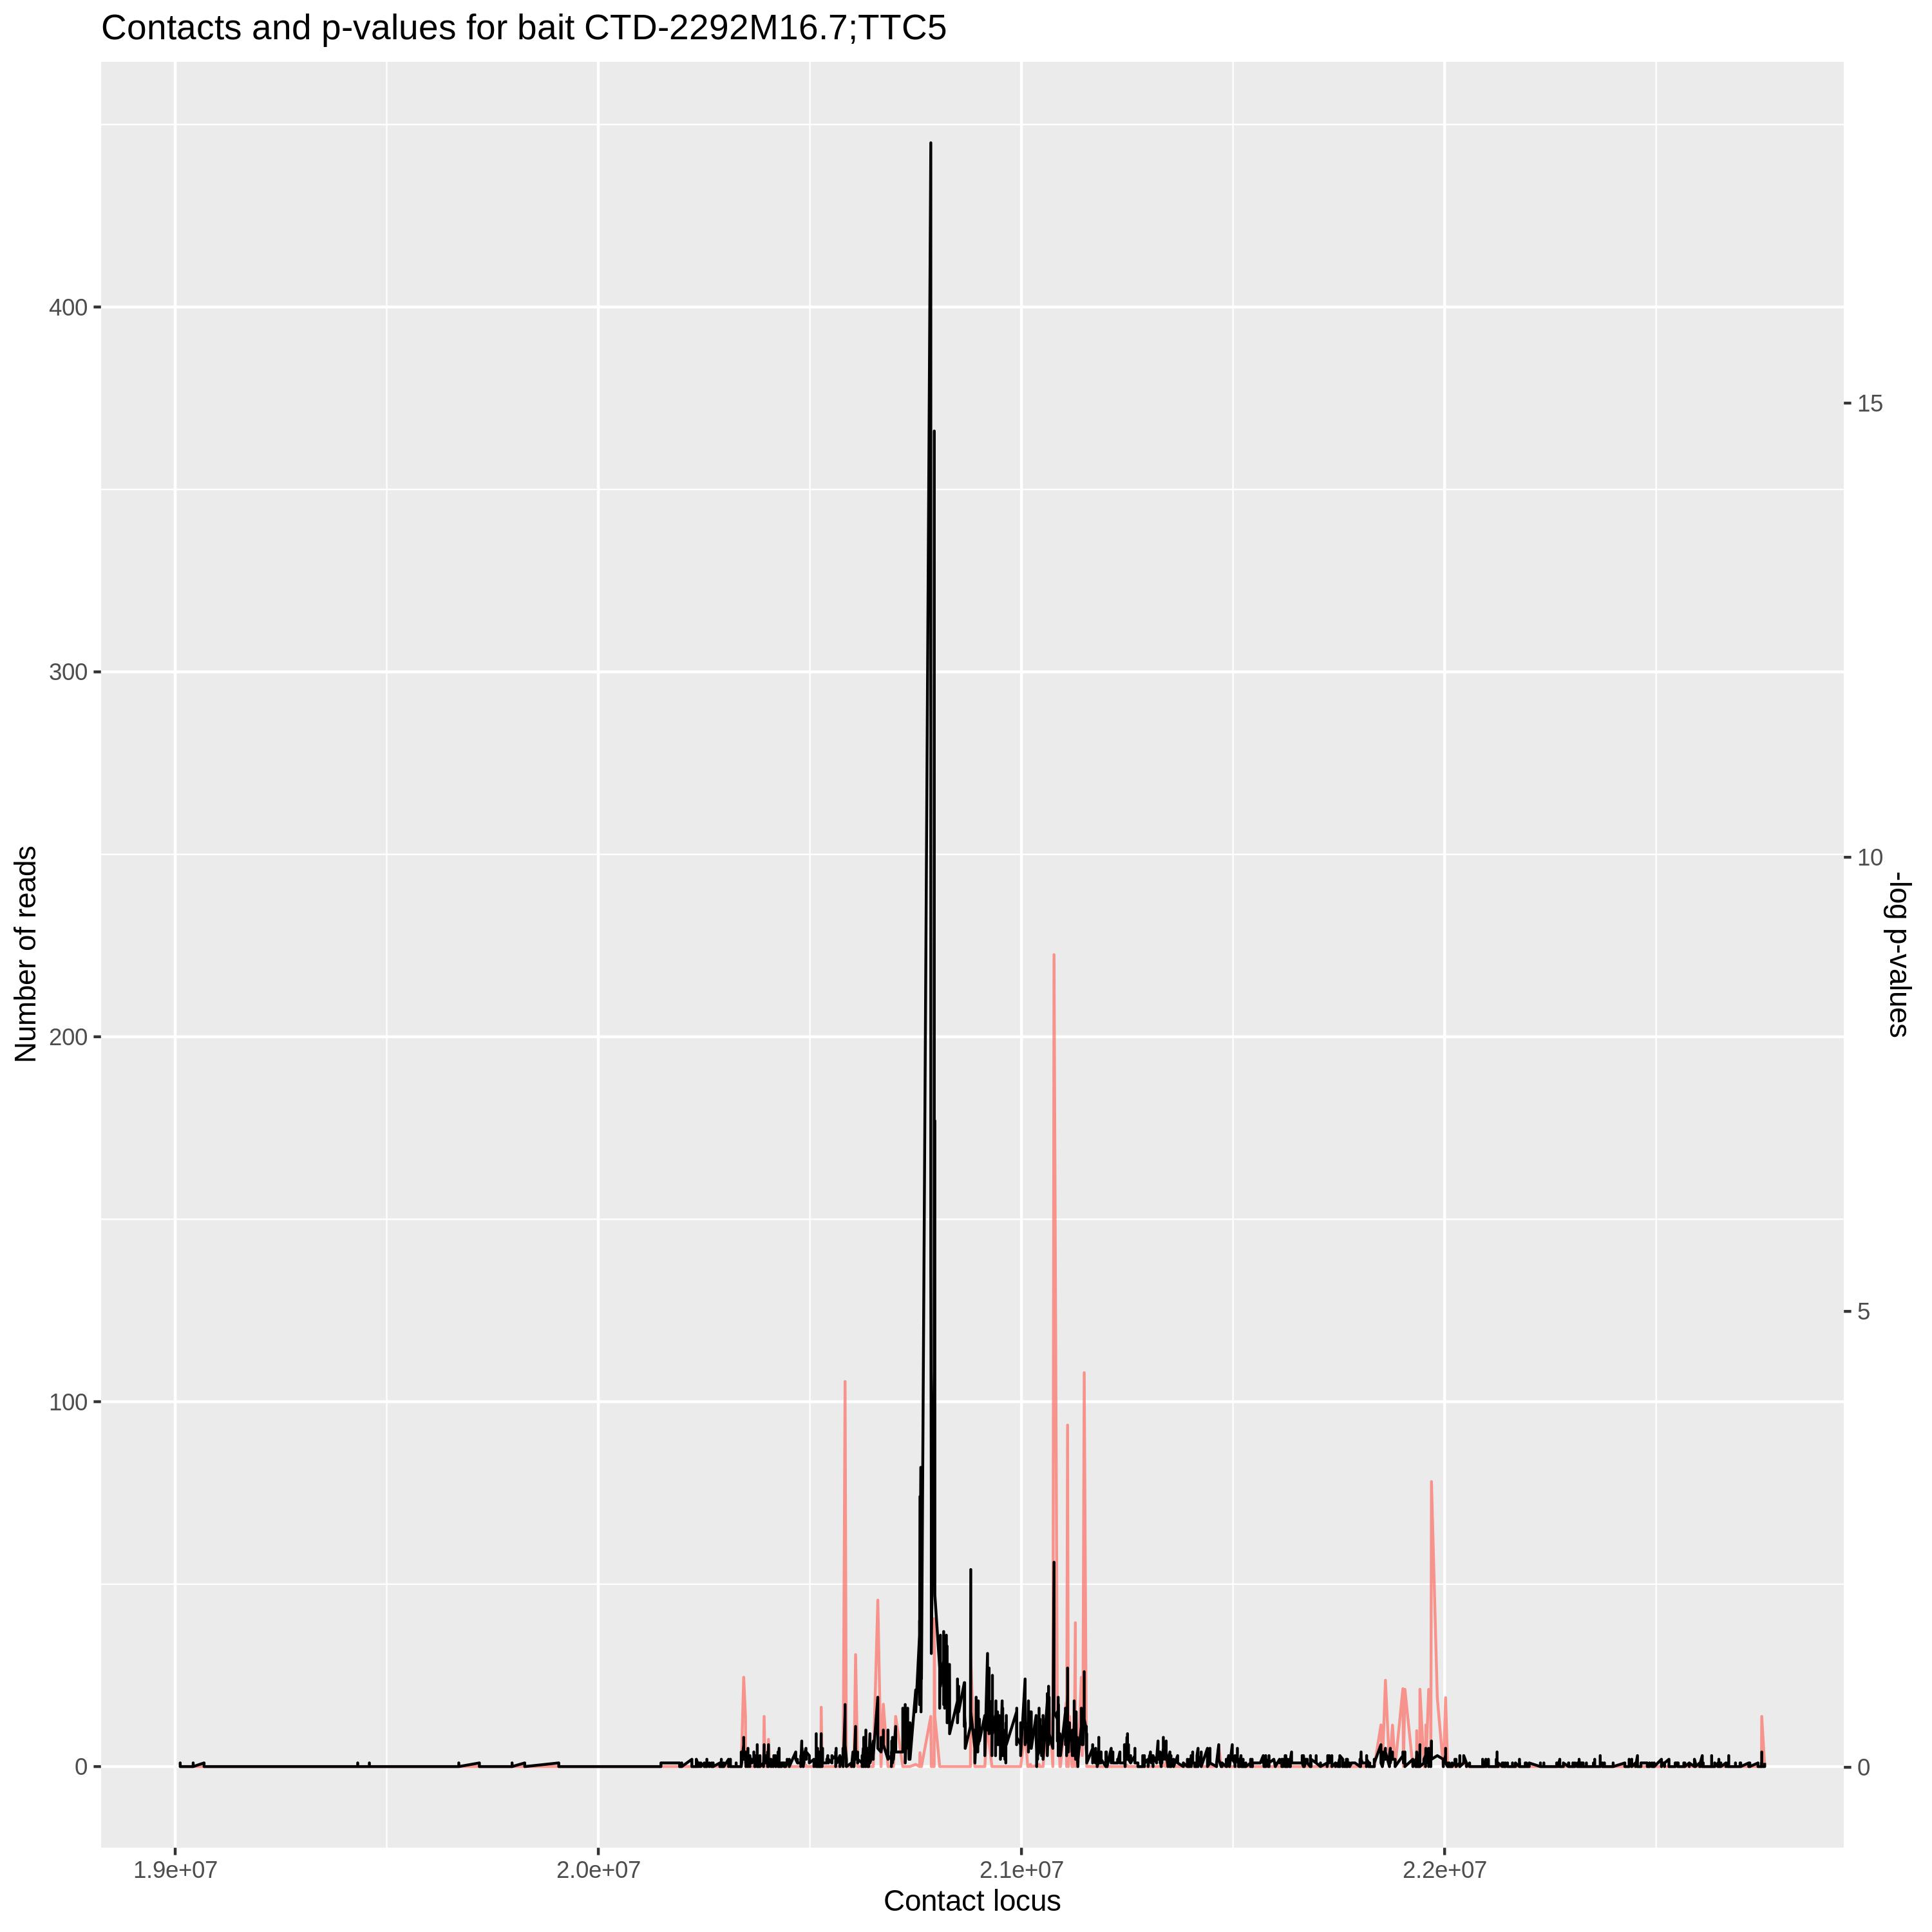 Contacts and p-values for bait CTD-2292M16.7;TTC5
Number of reads
400
300
200
100
0
15
10
5
0
-log p-values
1.9e+07 2.0e+07 2.1e+07 2.2e+07
Contact locus